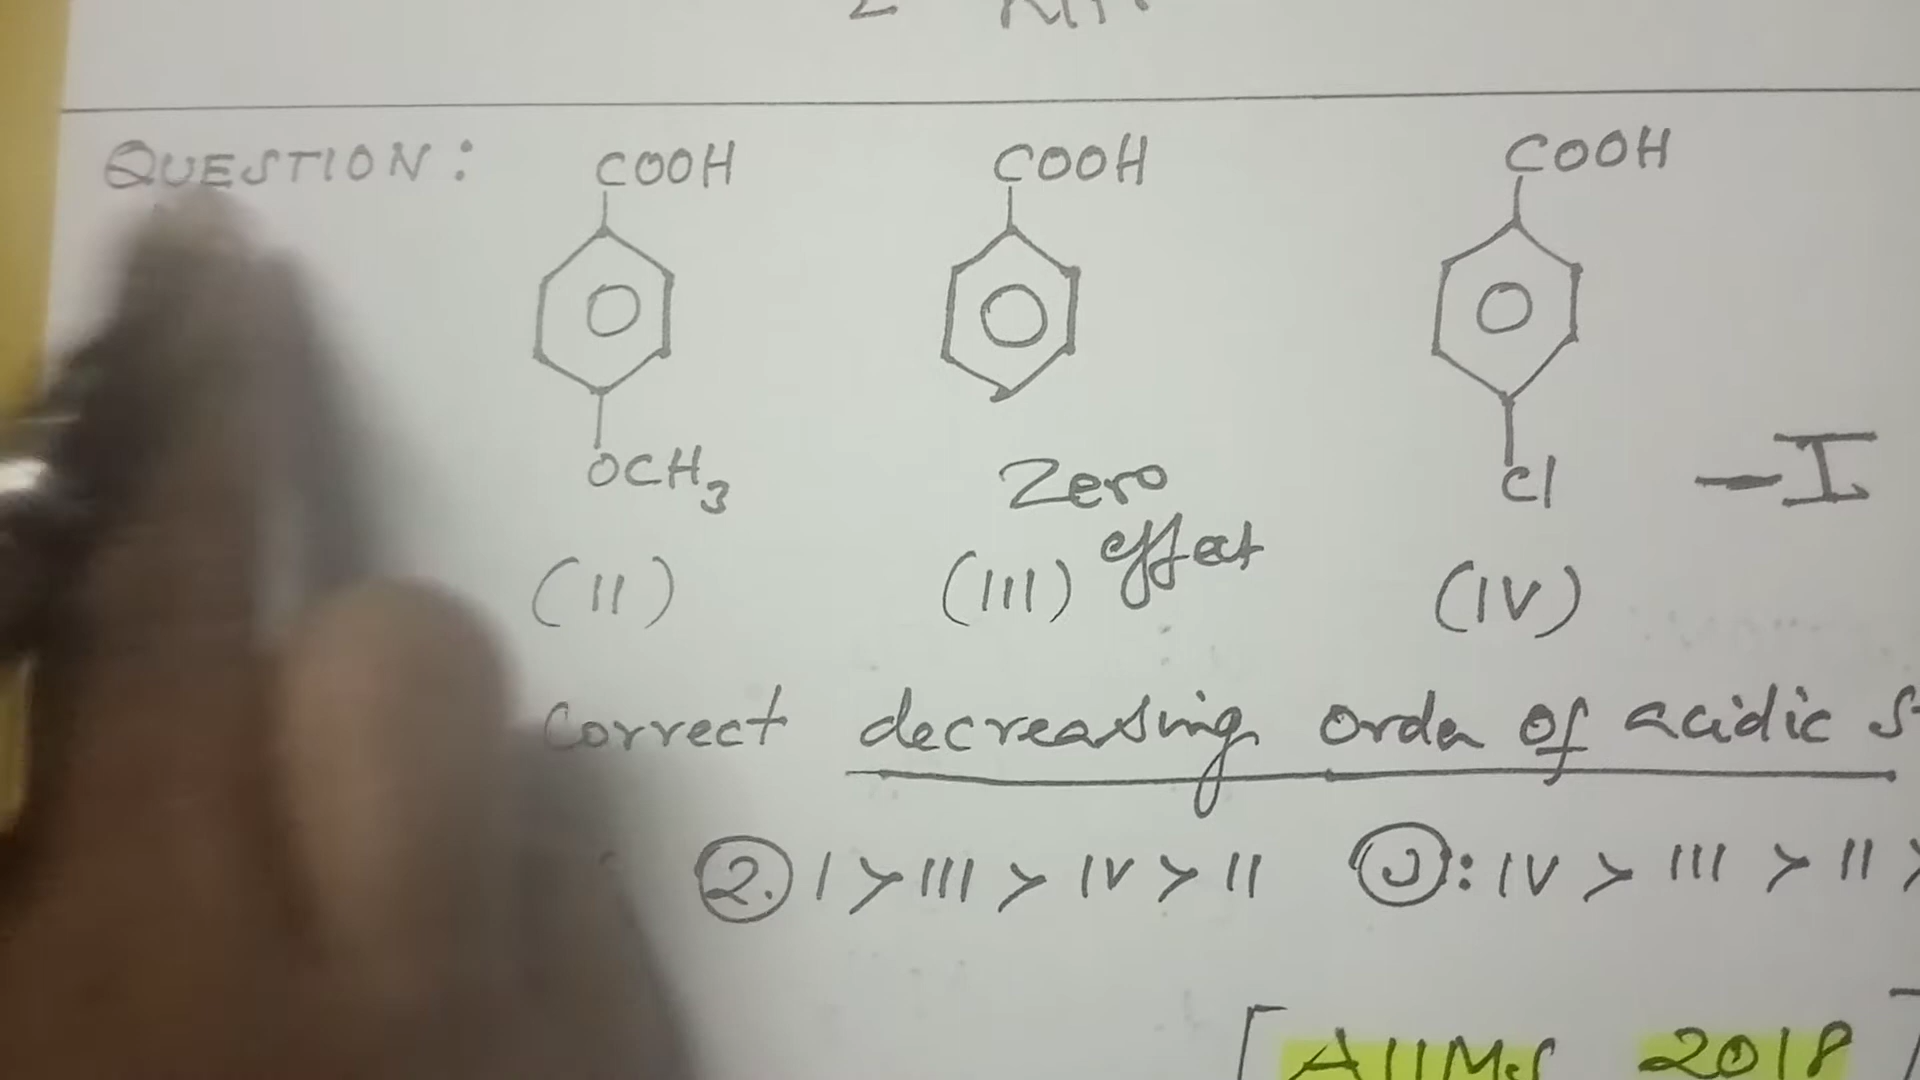 QUESTION: COOH COOH COOH
OCH3 Zero effect Cl -I
(II) (III) (IV)
Correct decreasing order of acidic
2. I > III > IV > II : IV > III > II >
[AIIMS 2018]